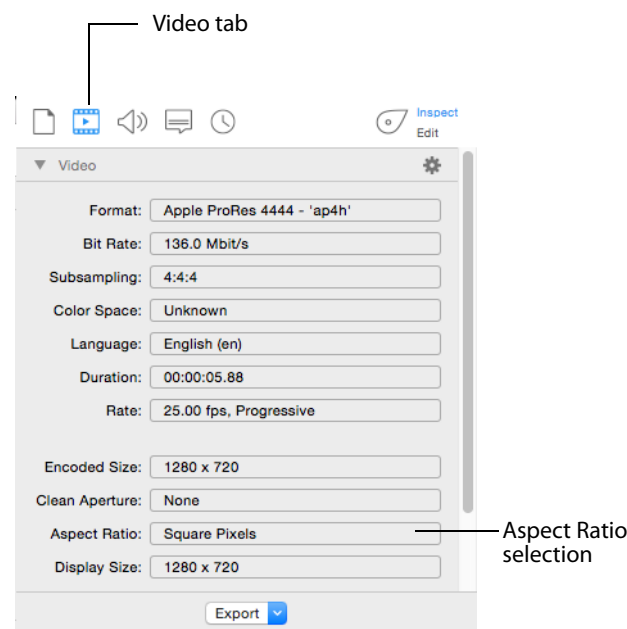 Video tab
Inspect
Edit
Video
Format: Apple ProRes 4444 - 'ap4h'
Bit Rate: 136.0 Mbit/s
Subsampling: 4:4:4
Color Space: Unknown
Language: English (en)
Duration: 00:00:05.88
Rate: 25.00 fps, Progressive
Encoded Size: 1280 x 720
Clean Aperture: None
Aspect Ratio: Square Pixels
Aspect Ratio
selection
Display Size: 1280 x 720
Export